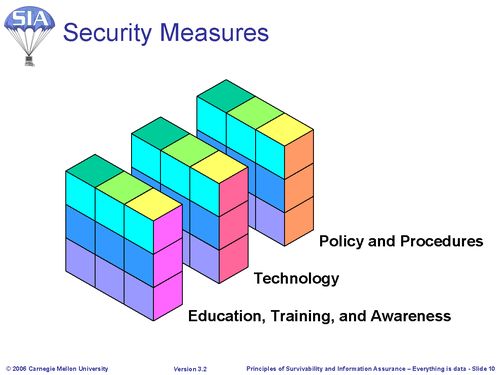 SIA
Security Measures
Policy and Procedures
Technology
Education, Training, and Awareness
© 2006 Carnegie Mellon University Version 3.2 Principles of Survivability and Information Assurance – Everything is data - Slide 10